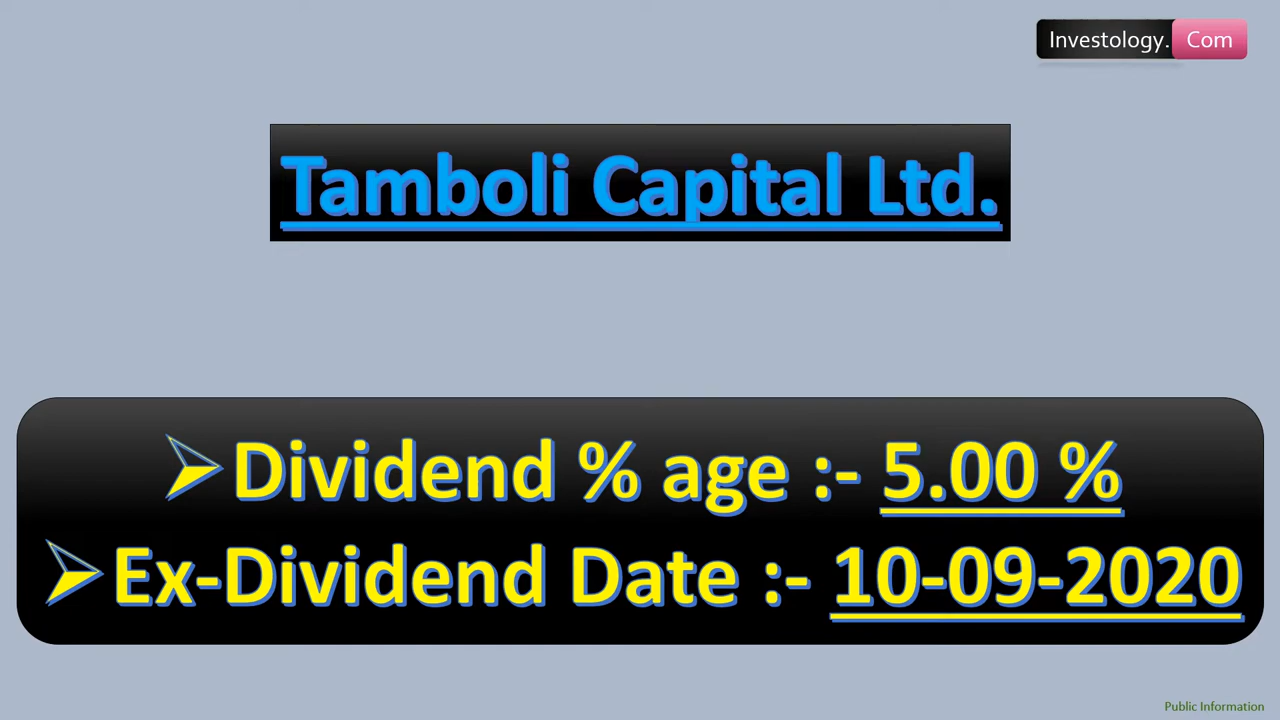 Investology. Com
Tamboli Capital Ltd.
➢Dividend % age :- 5.00 %
➢Ex-Dividend Date :- 10-09-2020
Public Information